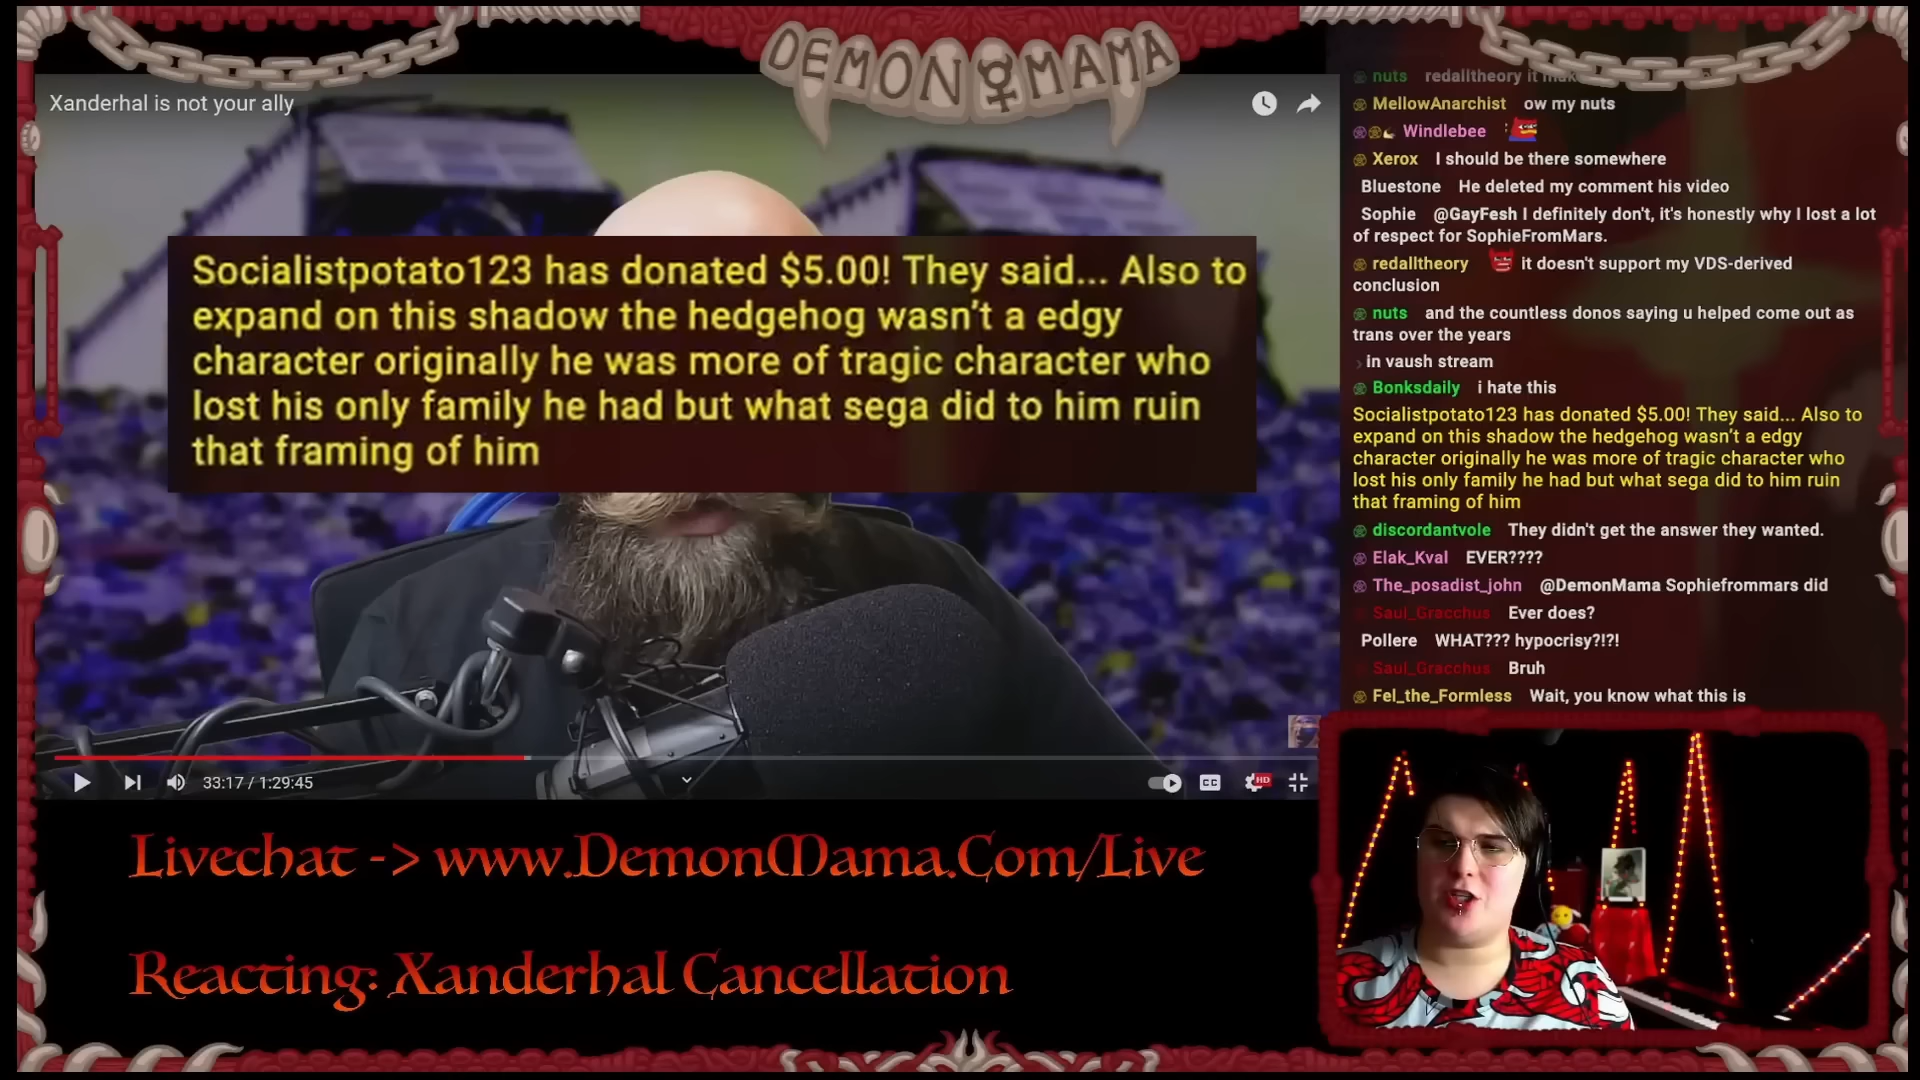 DEMON MAMA
Xanderhal is not your ally
Socialistpotato123 has donated $5.00! They said... Also to
expand on this shadow the hedgehog wasn’t a edgy
character originally he was more of tragic character who
lost his only family he had but what sega did to him ruin
that framing of him
33:17 / 1:29:45
CC
HD
nuts redalltheory it
MellowAnarchist ow my nuts
Windlebee
Xerox I should be there somewhere
Bluestone He deleted my comment his video
Sophie @GayFesh I definitely don't, it's honestly why I lost a lot
of respect for SophieFromMars.
redalltheory it doesn't support my VDS-derived
conclusion
nuts and the countless donos saying u helped come out as
trans over the years
in vaush stream
Bonksdaily i hate this
Socialistpotato123 has donated $5.00! They said... Also to
expand on this shadow the hedgehog wasn’t a edgy
character originally he was more of tragic character who
lost his only family he had but what sega did to him ruin
that framing of him
discordantvole They didn't get the answer they wanted.
Elak_Kval EVER????
The_posadist_john @DemonMama Sophiefrommars did
Saul_Gracchus Ever does?
Pollere WHAT??? hypocrisy?!?!
Saul_Gracchus Bruh
Fel_the_Formless Wait, you know what this is
Livechat -> www.DemonMama.Com/Live
Reacting: Xanderhal Cancellation